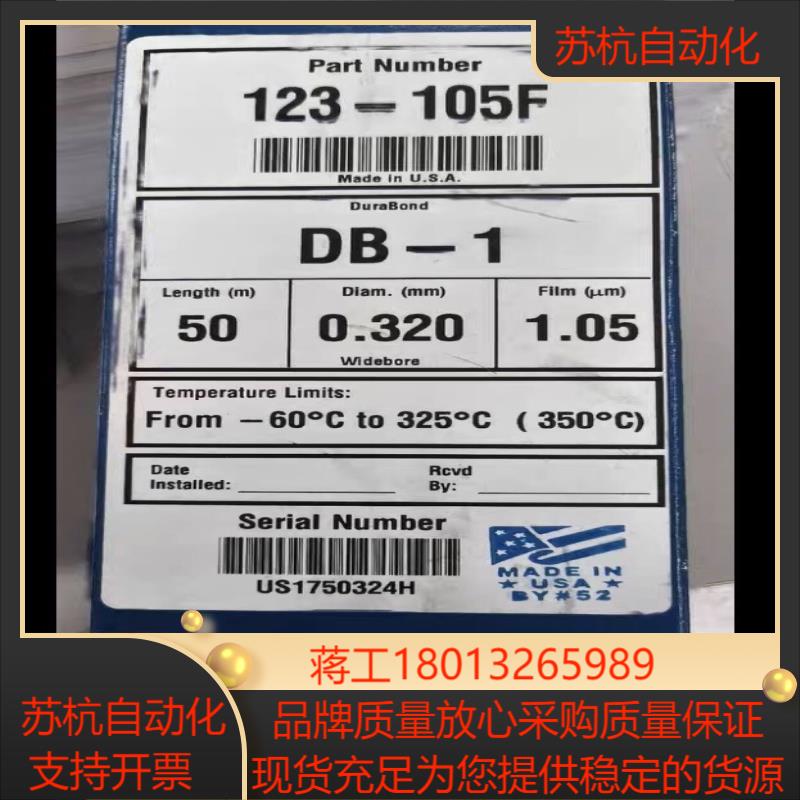 苏杭自动化
Part Number
123-105F
Made in U.S.A.
DuraBond
DB-1
Length (m) Diam. (mm) Film (μm)
50 0.320 1.05
Widebore
Temperature Limits:
From -60°C to 325°C (350°C)
Date Installed: Rcvd By:
Serial Number
US1750324H
MADE IN
★ USA ★
BY#52
蒋工18013265989
苏杭自动化
支持开票
品牌质量放心采购质量保证
现货充足为您提供稳定的货源